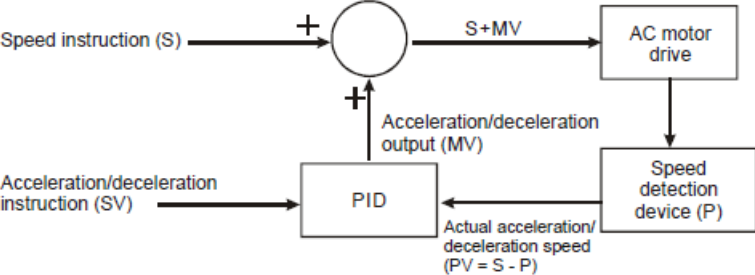 Speed instruction (S)
+
S+MV
AC motor
drive
+
Acceleration/deceleration
output (MV)
Acceleration/deceleration
instruction (SV)
PID
Speed
detection
device (P)
Actual acceleration/
deceleration speed
(PV = S - P)